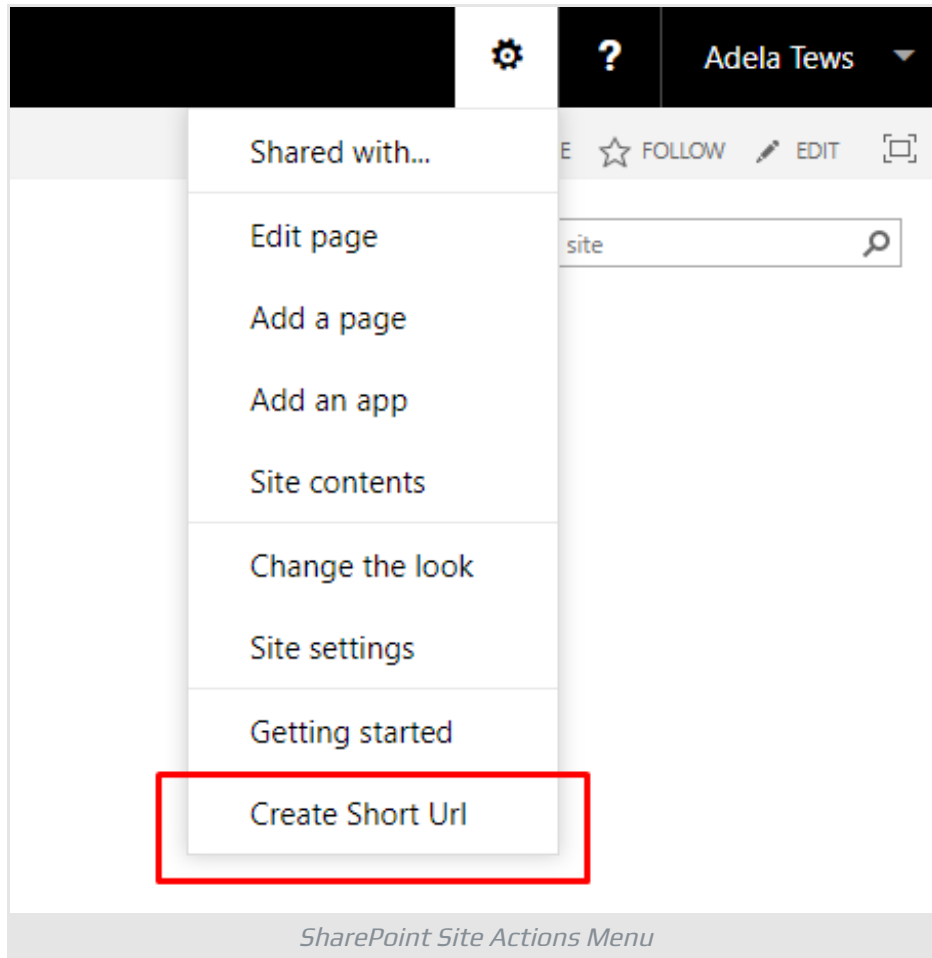 ? Adela Tews
Shared with...
E FOLLOW EDIT
Edit page
site
Add a page
Add an app
Site contents
Change the look
Site settings
Getting started
Create Short Url
SharePoint Site Actions Menu